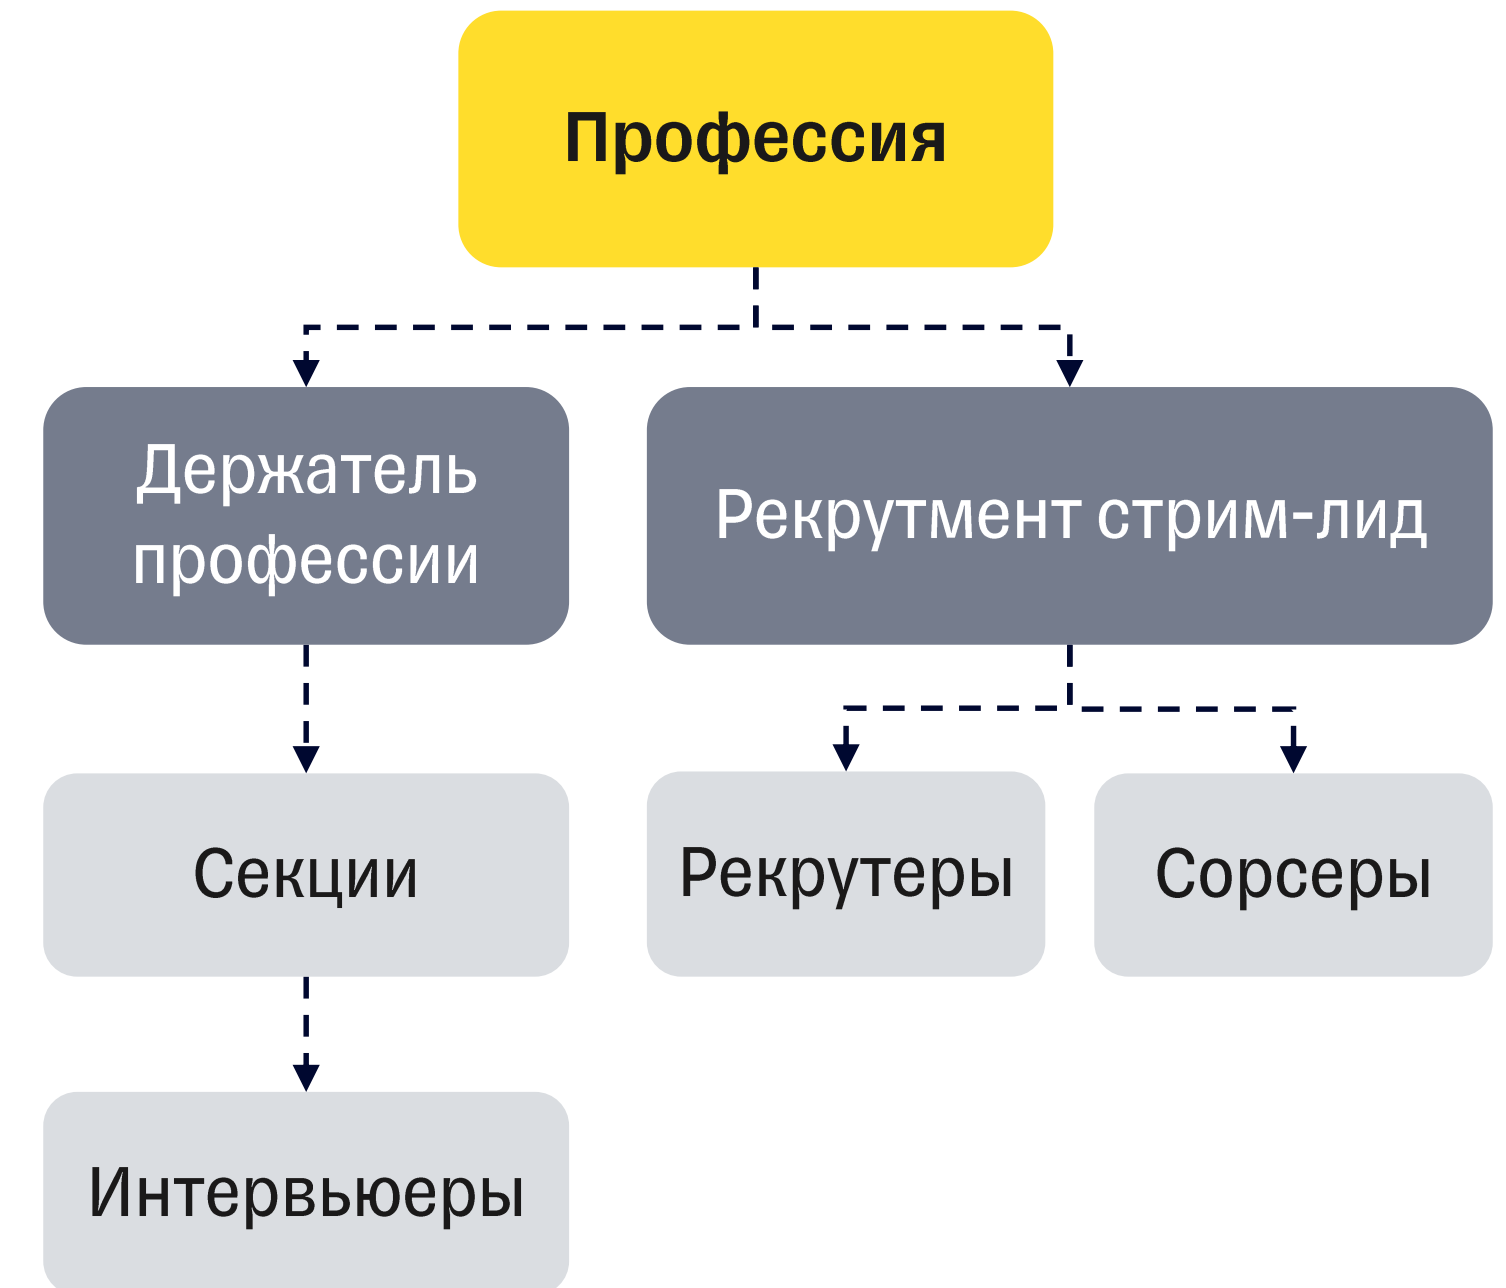 Профессия
Держатель
профессии
Рекрутмент стрим-лид
Секции
Рекрутеры
Сорсеры
Интервьюеры